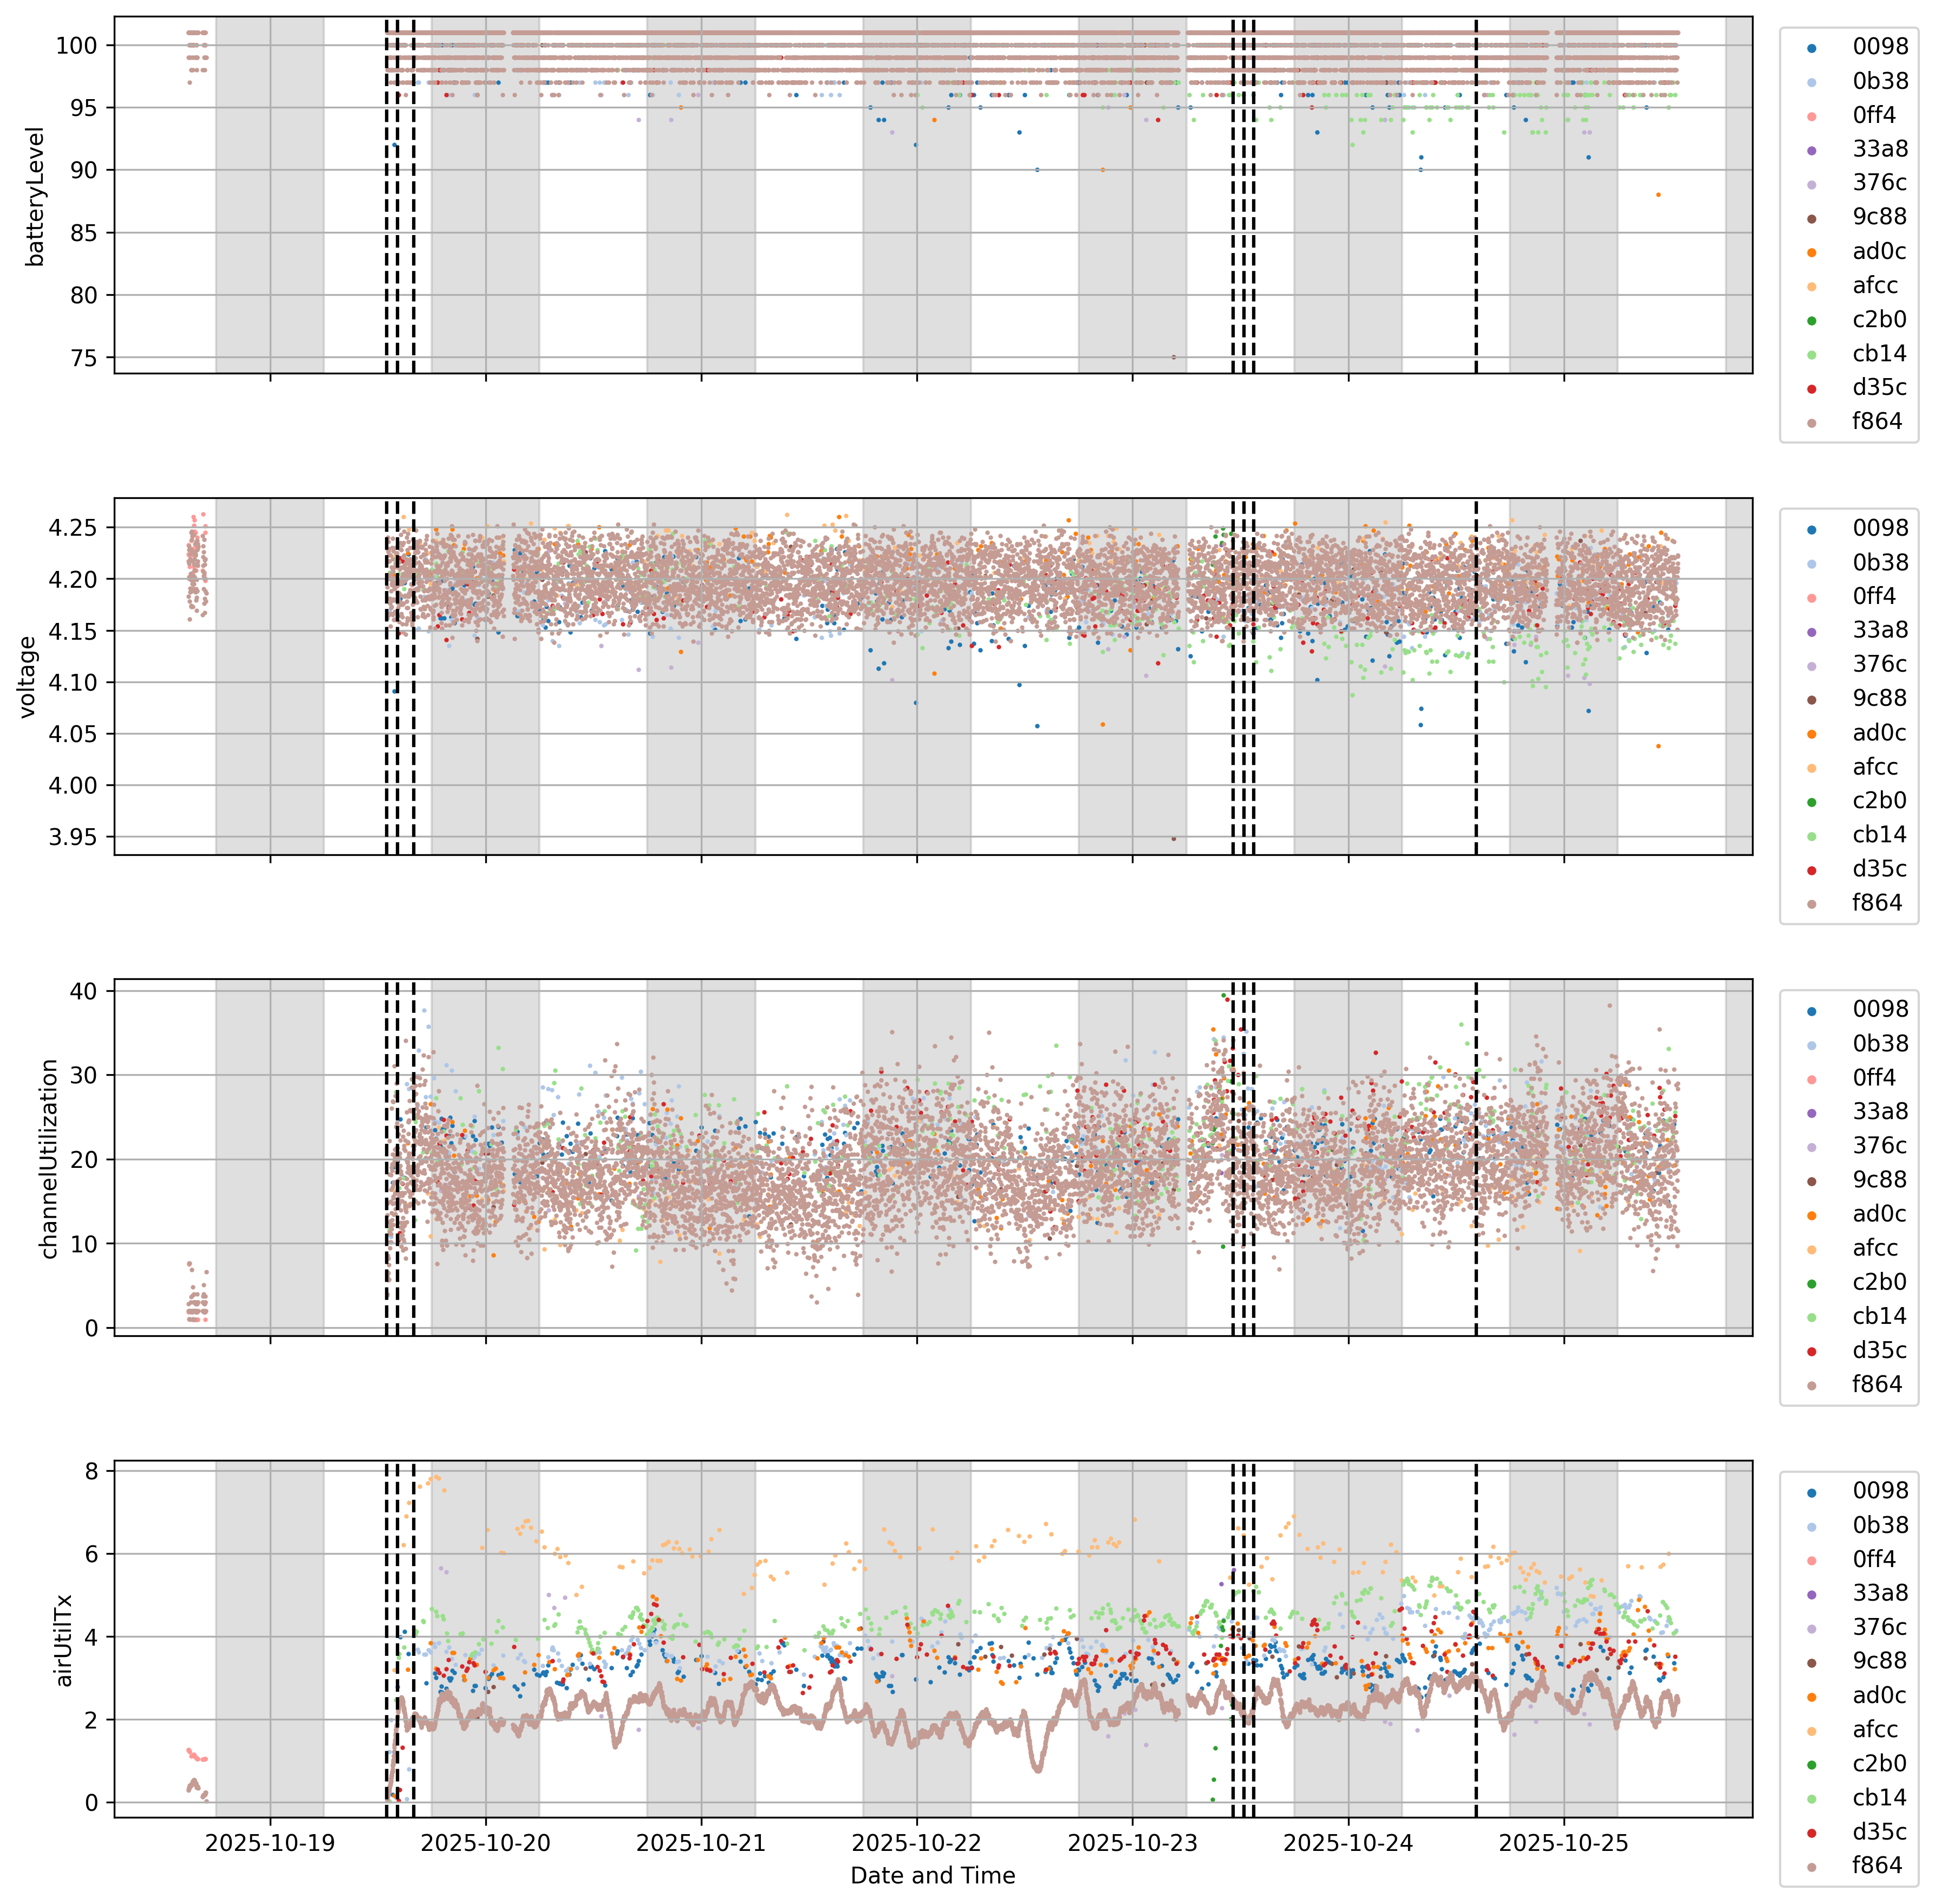 batteryLevel
100
95
90
85
80
75
0098
0b38
0ff4
33a8
376c
9c88
ad0c
afcc
c2b0
cb14
d35c
f864
voltage
4.25
4.20
4.15
4.10
4.05
4.00
3.95
0098
0b38
0ff4
33a8
376c
9c88
ad0c
afcc
c2b0
cb14
d35c
f864
channelUtilization
40
30
20
10
0
0098
0b38
0ff4
33a8
376c
9c88
ad0c
afcc
c2b0
cb14
d35c
f864
airUtilTx
8
6
4
2
0
0098
0b38
0ff4
33a8
376c
9c88
ad0c
afcc
c2b0
cb14
d35c
f864
2025-10-19 2025-10-20 2025-10-21 2025-10-22 2025-10-23 2025-10-24 2025-10-25
Date and Time